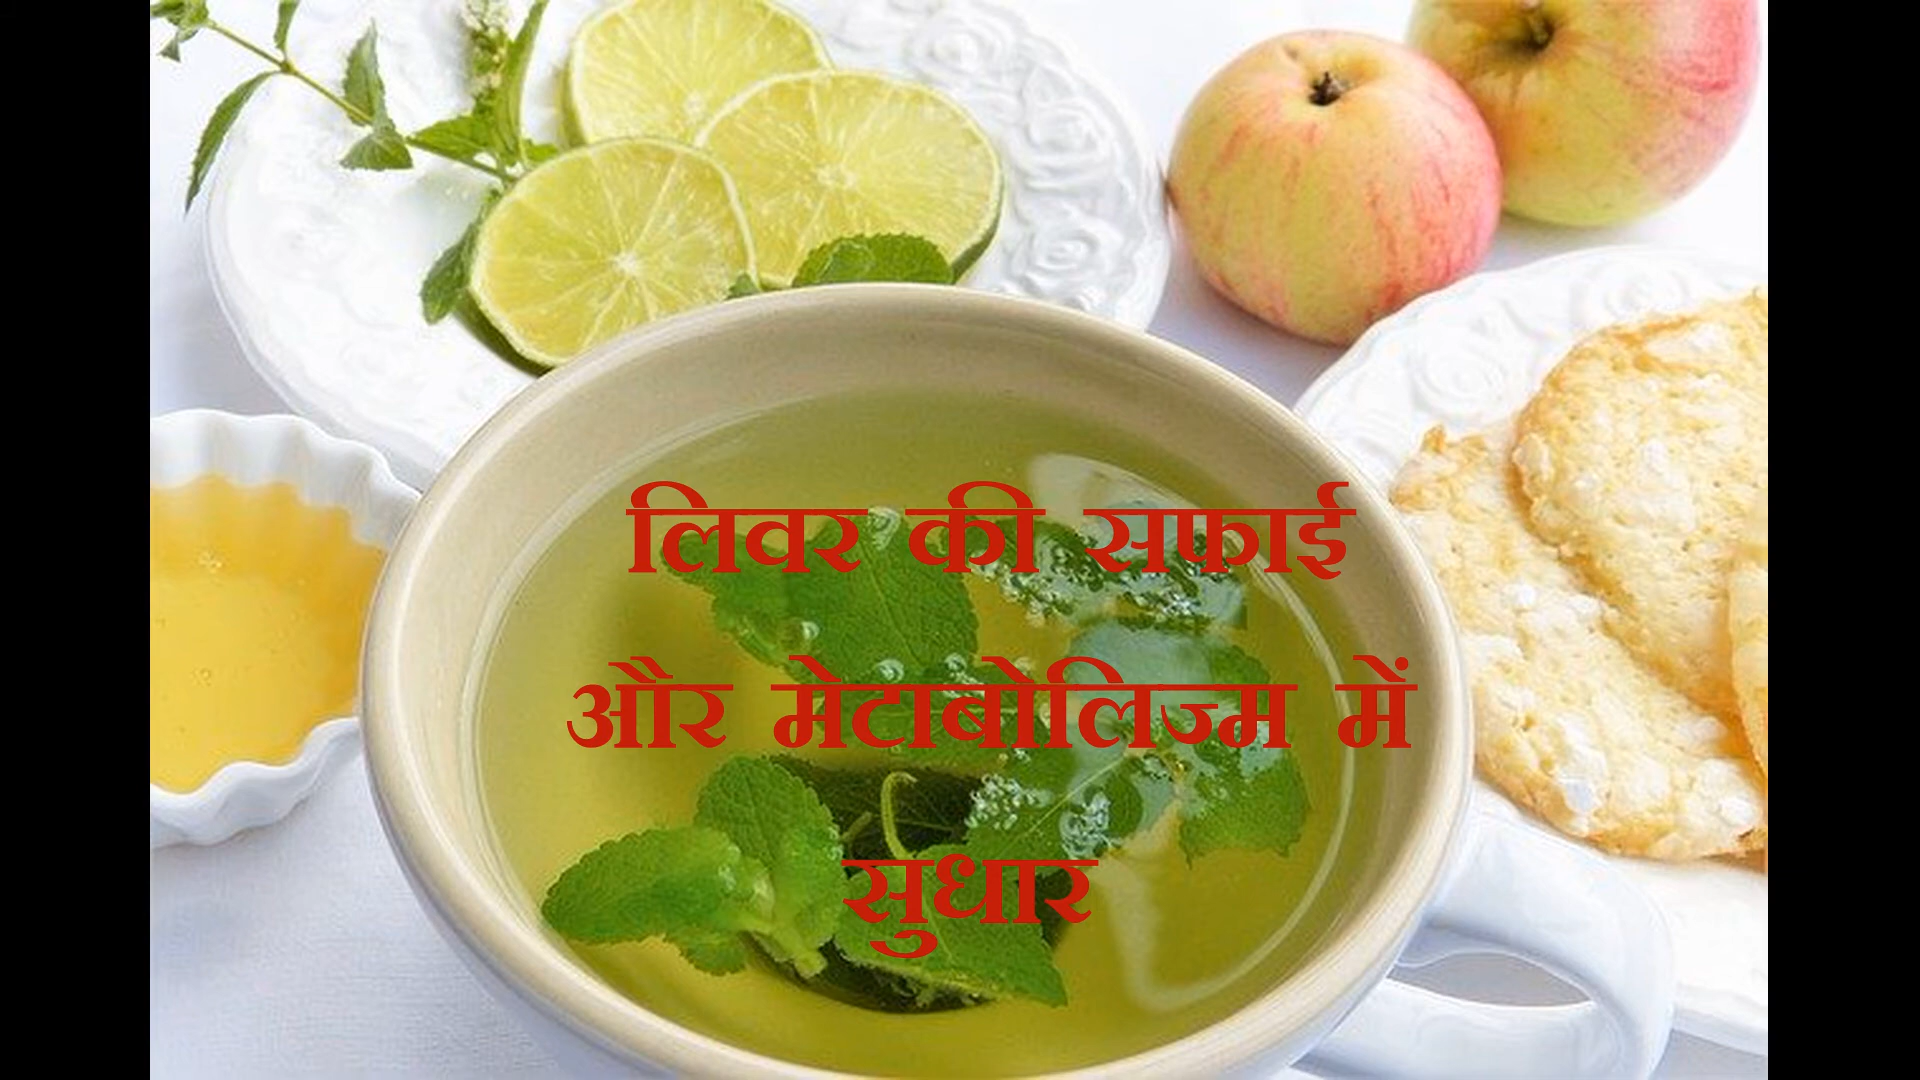 लिवर की सफाई
और मेटाबोलिज्म में
सुधार